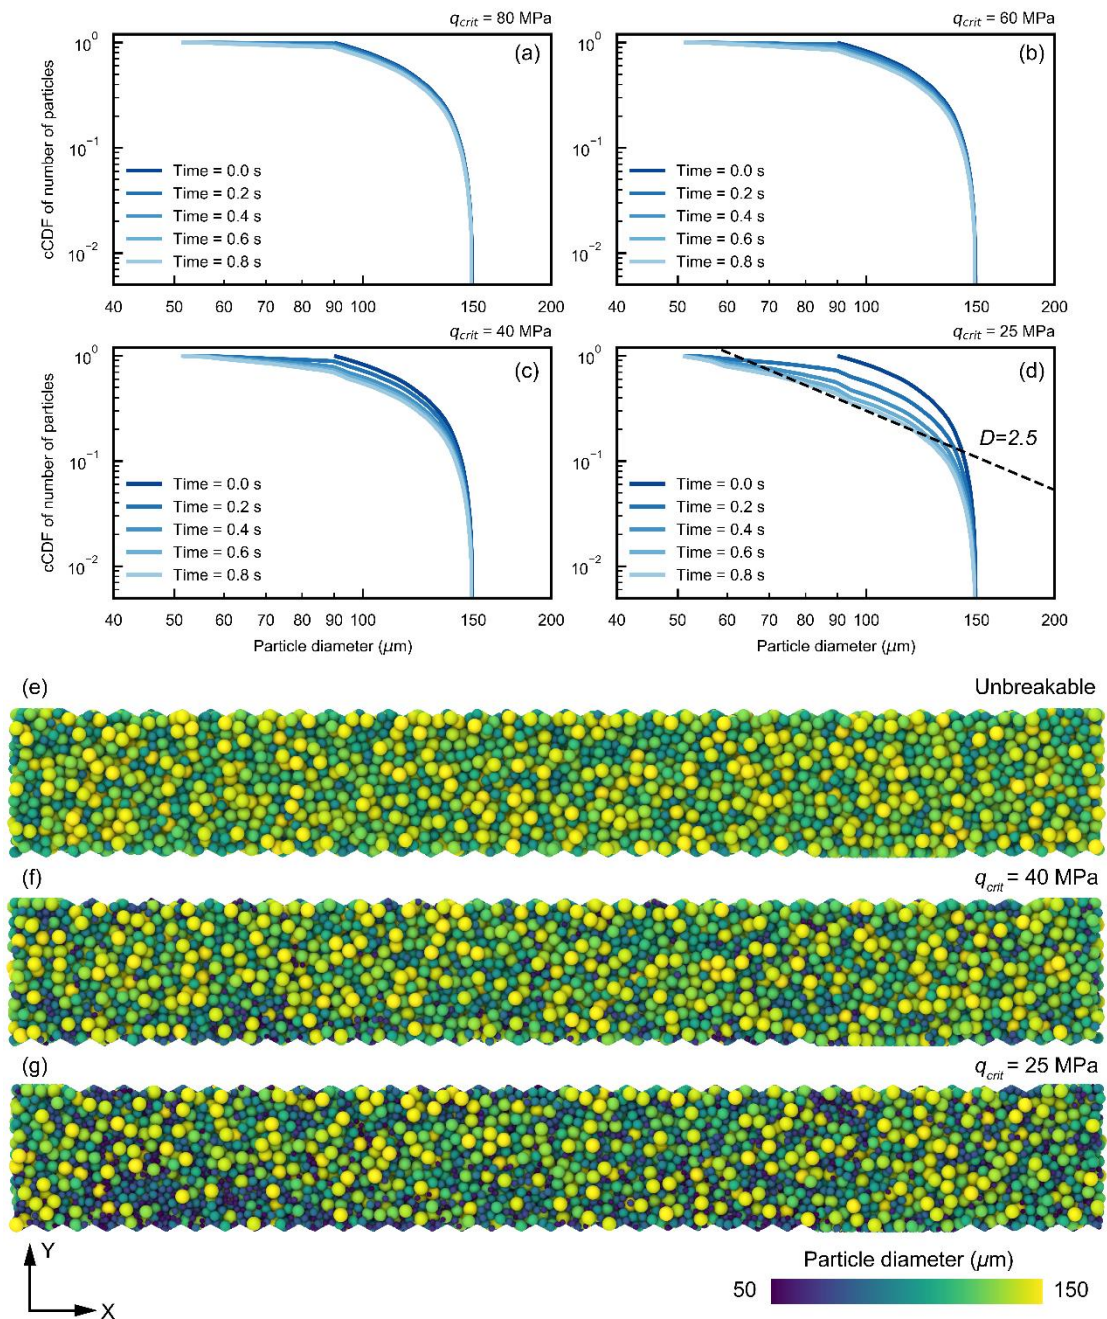 q_crit = 80 MPa
(a)
cCDF of number of particles
10^0
10^-1
10^-2
Time = 0.0 s
Time = 0.2 s
Time = 0.4 s
Time = 0.6 s
Time = 0.8 s
40 50 60 70 80 90 100 150 200
q_crit = 60 MPa
(b)
10^0
10^-1
10^-2
Time = 0.0 s
Time = 0.2 s
Time = 0.4 s
Time = 0.6 s
Time = 0.8 s
40 50 60 70 80 90 100 150 200
q_crit = 40 MPa
(c)
cCDF of number of particles
10^0
10^-1
10^-2
Time = 0.0 s
Time = 0.2 s
Time = 0.4 s
Time = 0.6 s
Time = 0.8 s
40 50 60 70 80 90 100 150 200
Particle diameter (μm)
q_crit = 25 MPa
(d)
10^0
10^-1
10^-2
D=2.5
Time = 0.0 s
Time = 0.2 s
Time = 0.4 s
Time = 0.6 s
Time = 0.8 s
40 50 60 70 80 90 100 150 200
Particle diameter (μm)
(e) Unbreakable
(f) q_crit = 40 MPa
(g) q_crit = 25 MPa
Y
X
Particle diameter (μm)
50 150